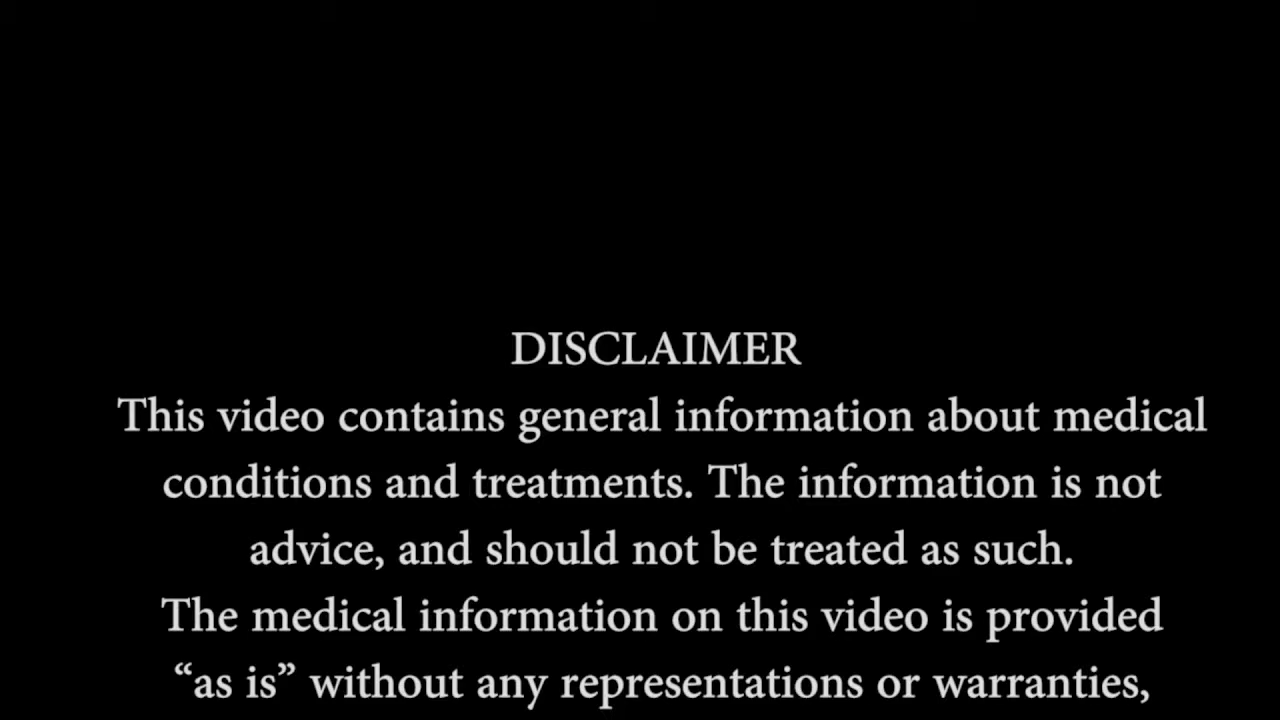 DISCLAIMER
This video contains general information about medical
conditions and treatments. The information is not
advice, and should not be treated as such.
The medical information on this video is provided
“as is” without any representations or warranties,